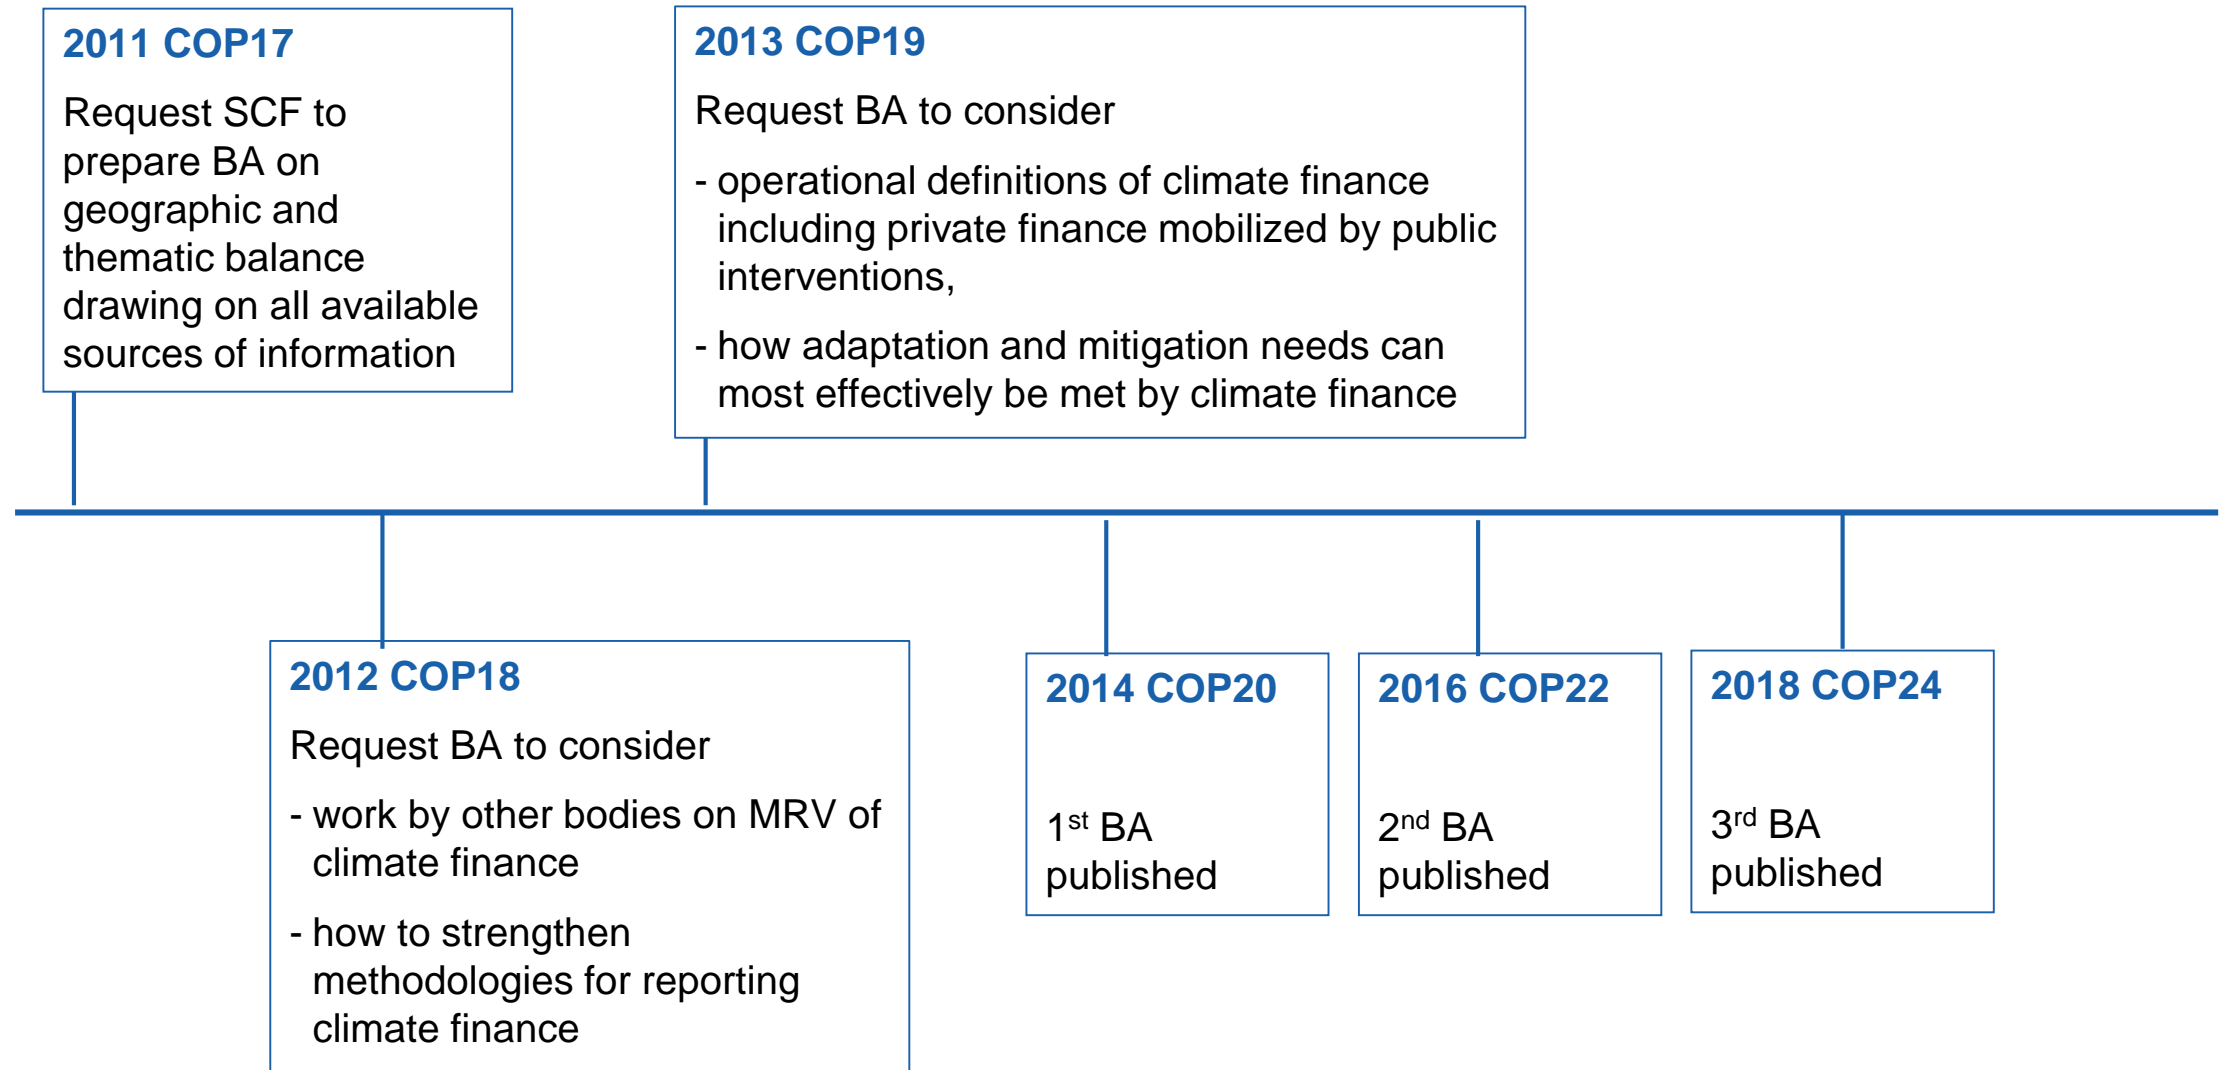 2011 COP17
Request SCF to
prepare BA on
geographic and
thematic balance
drawing on all available
sources of information
2013 COP19
Request BA to consider
- operational definitions of climate finance
including private finance mobilized by public
interventions,
- how adaptation and mitigation needs can
most effectively be met by climate finance
2012 COP18
Request BA to consider
- work by other bodies on MRV of
climate finance
- how to strengthen
methodologies for reporting
climate finance
2014 COP20
1st BA
published
2016 COP22
2nd BA
published
2018 COP24
3rd BA
published